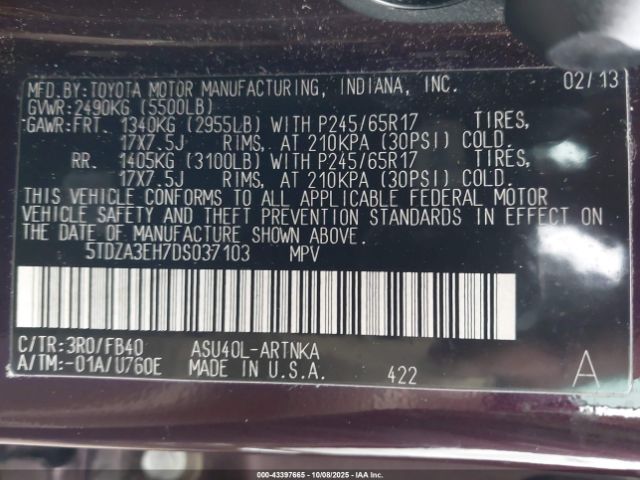 MFD.BY:TOYOTA MOTOR MANUFACTURING, INDIANA, INC. 02/13
GVWR:2490KG (5500LB)
GAWR:FRT. 1340KG (2955LB) WITH P245/65R17 TIRES,
17X7.5J RIMS, AT 210KPA (30PSI) COLD.
RR. 1405KG (3100LB) WITH P245/65R17 TIRES,
17X7.5J RIMS, AT 210KPA (30PSI) COLD.
THIS VEHICLE CONFORMS TO ALL APPLICABLE FEDERAL MOTOR
VEHICLE SAFETY AND THEFT PREVENTION STANDARDS IN EFFECT ON
THE DATE OF MANUFACTURE SHOWN ABOVE.
5TDZA3EH7DS037103 MPV
C/TR:3R0/FB40 ASU40L-ARTNKA
A/TM:-01A/U760E MADE IN U.S.A. 422 A
000-43397665 - 10/08/2025 - IAAI.com